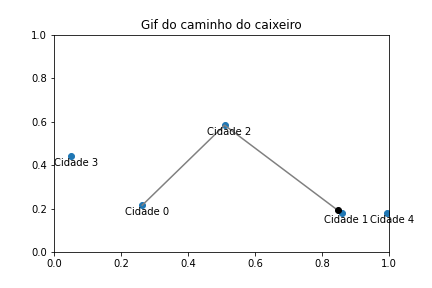 Gif do caminho do caixeiro
1.0
0.8
0.6
0.4
0.2
0.0
Cidade 2
Cidade 3
Cidade 0
Cidade 1
Cidade 4
0.0 0.2 0.4 0.6 0.8 1.0